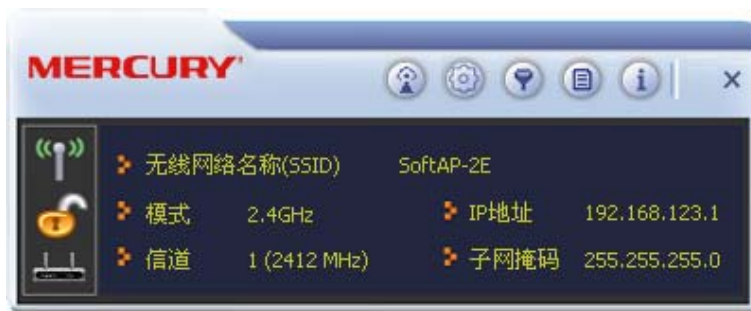 MERCURY
无线网络名称(SSID) SoftAP-2E
模式 2.4GHz IP地址 192.168.123.1
信道 1 (2412 MHz) 子网掩码 255.255.255.0